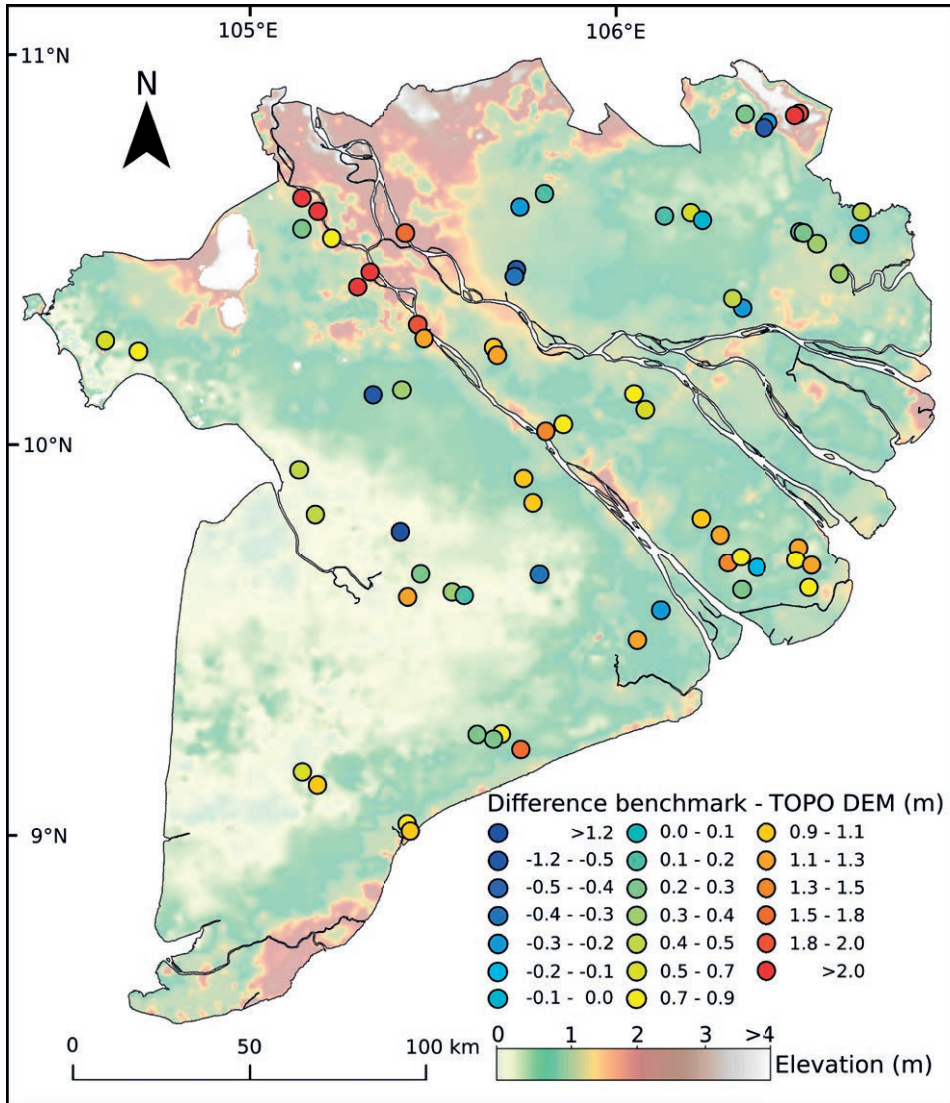 105°E 106°E
11°N
N
10°N
9°N
Difference benchmark - TOPO DEM (m)
>1.2 0.0 - 0.1 0.9 - 1.1
-1.2 - -0.5 0.1 - 0.2 1.1 - 1.3
-0.5 - -0.4 0.2 - 0.3 1.3 - 1.5
-0.4 - -0.3 0.3 - 0.4 1.5 - 1.8
-0.3 - -0.2 0.4 - 0.5 1.8 - 2.0
-0.2 - -0.1 0.5 - 0.7 >2.0
-0.1 - 0.0 0.7 - 0.9
0 50 100 km
0 1 2 3 >4
Elevation (m)